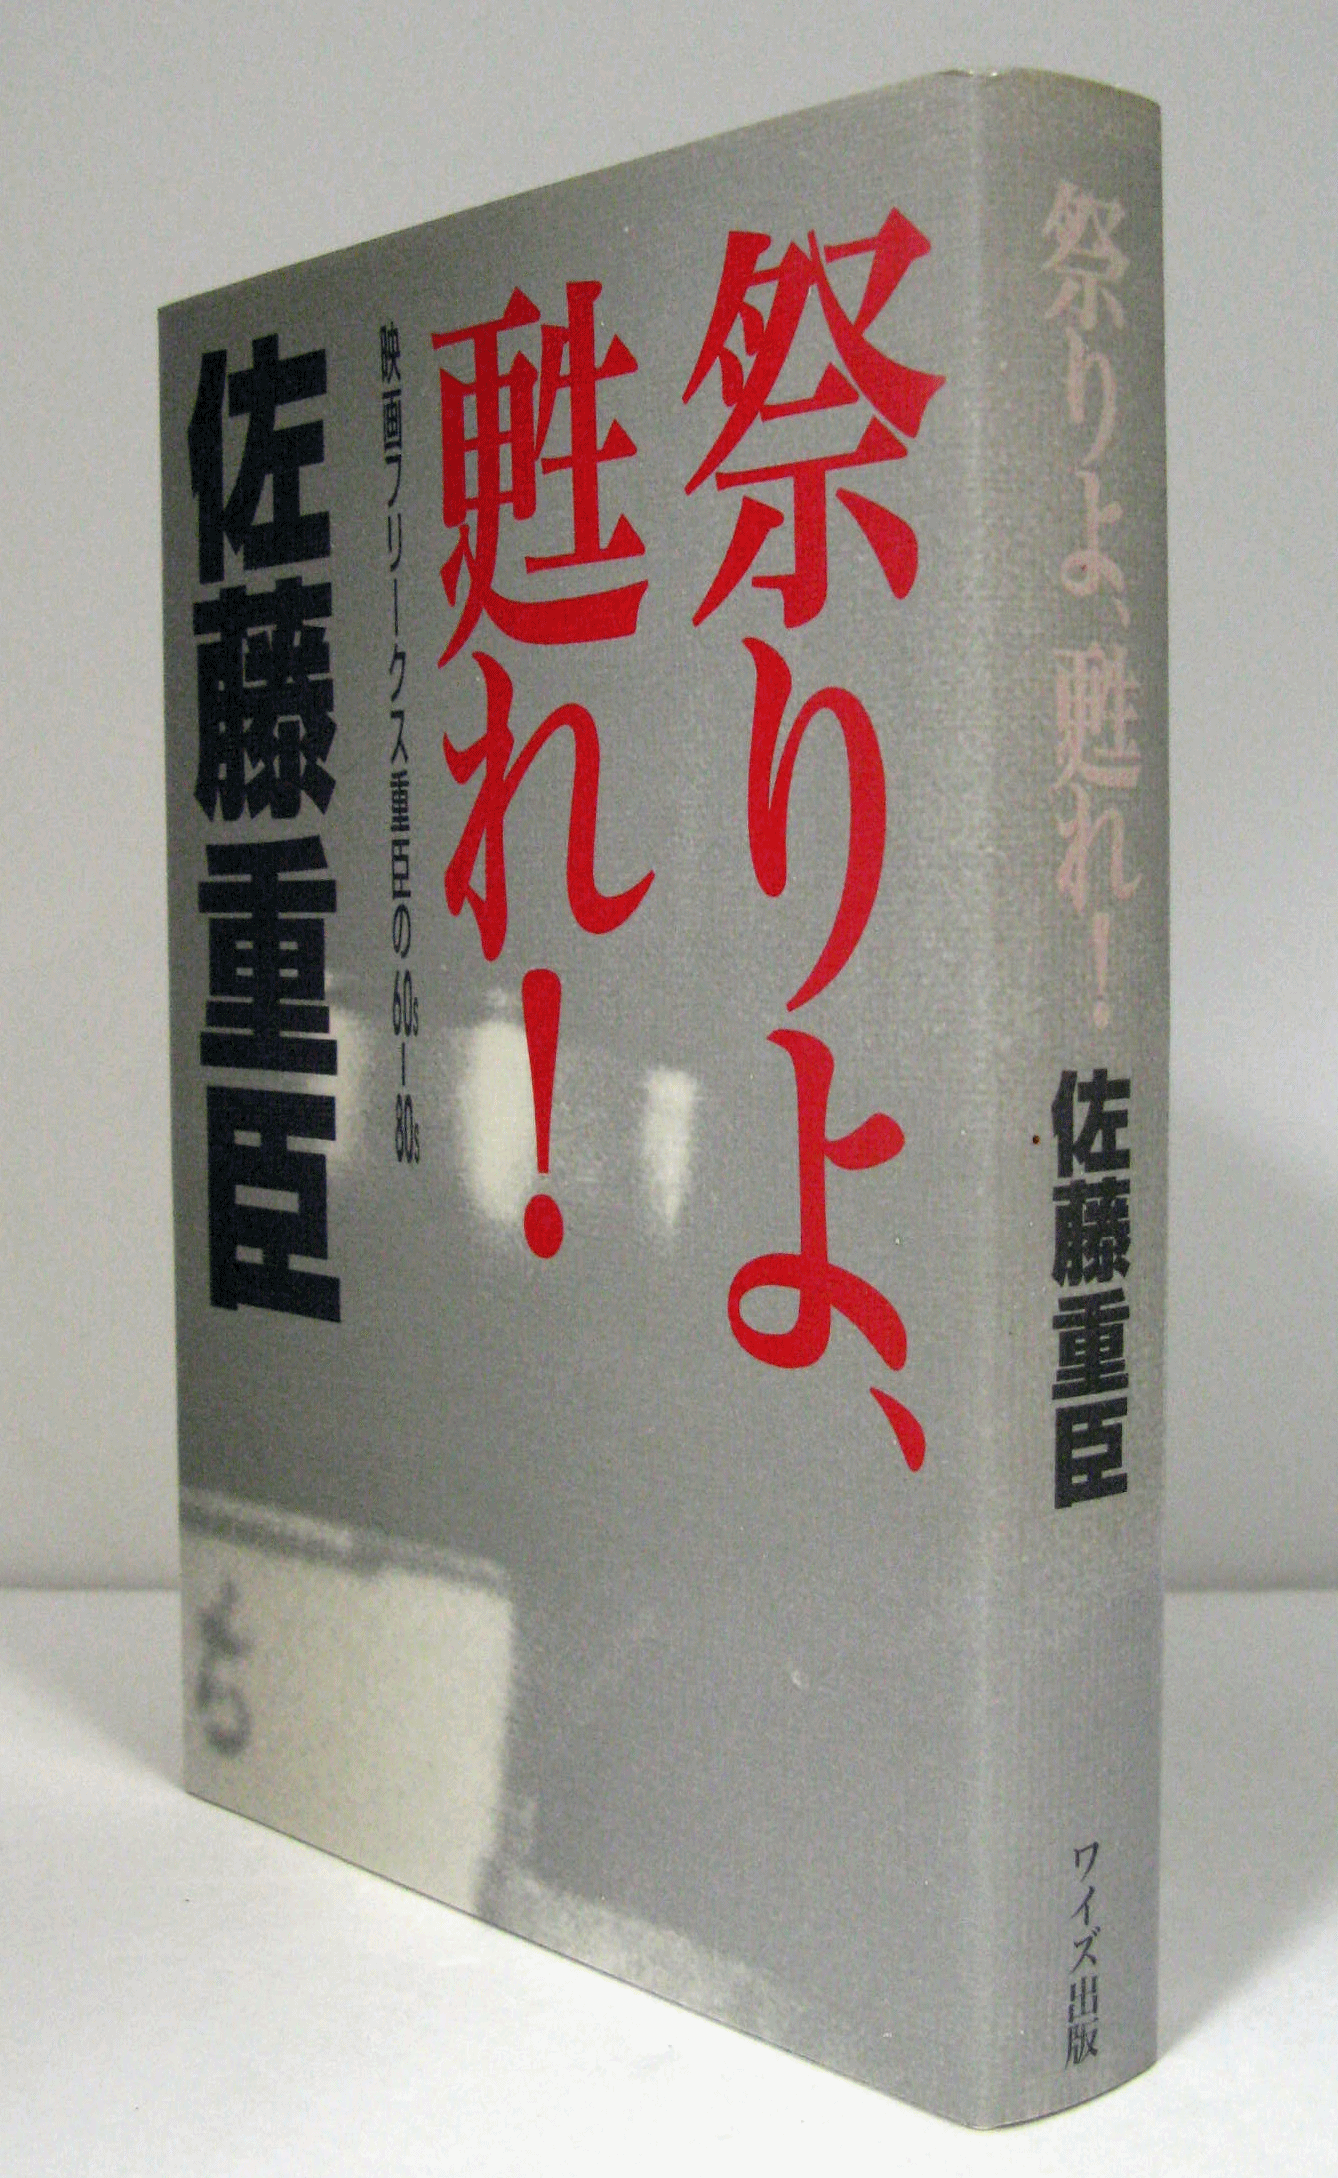 祭りよ、
甦れ！
映画フリークス重臣の60s—80s
佐藤重臣
祭りよ、甦れ！
佐藤重臣
ワイズ出版